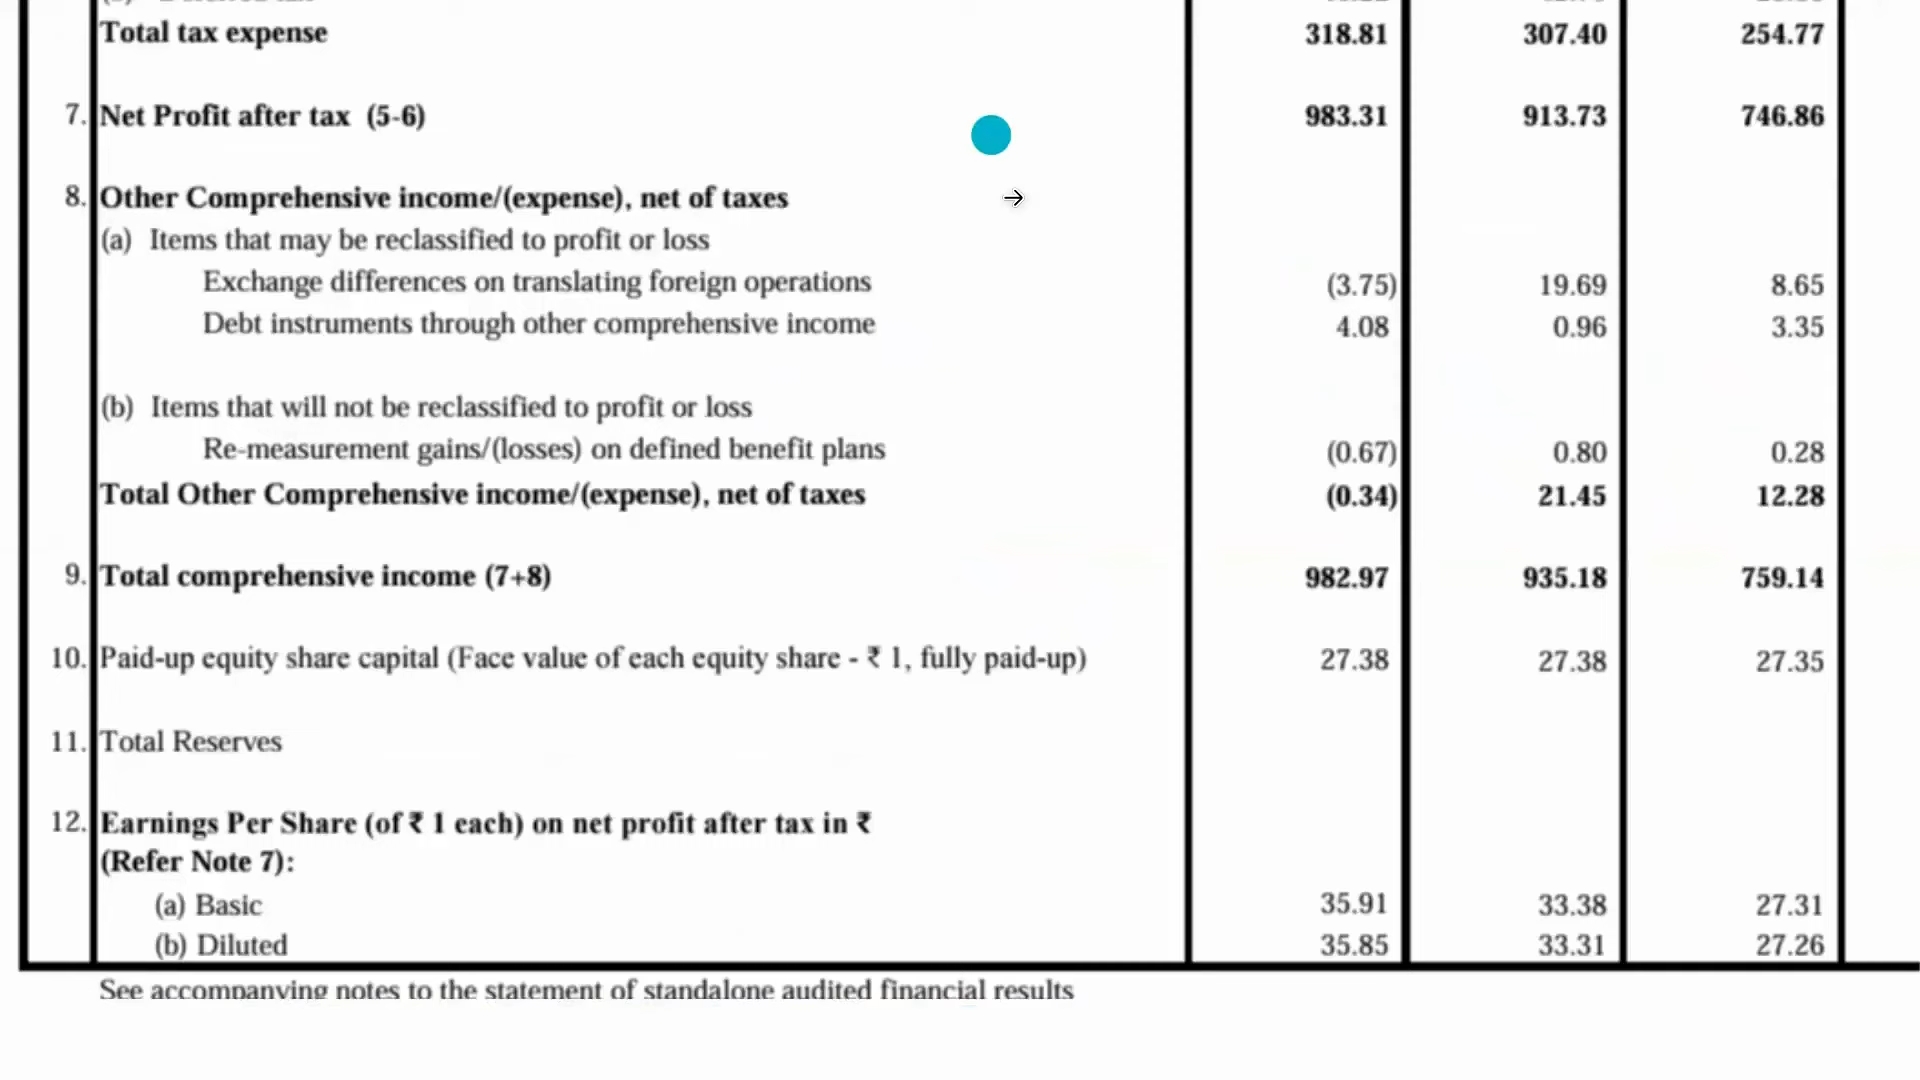 Total tax expense 318.81 307.40 254.77
7. Net Profit after tax (5-6) 983.31 913.73 746.86
8. Other Comprehensive income/(expense), net of taxes
(a) Items that may be reclassified to profit or loss
Exchange differences on translating foreign operations (3.75) 19.69 8.65
Debt instruments through other comprehensive income 4.08 0.96 3.35
(b) Items that will not be reclassified to profit or loss
Re-measurement gains/(losses) on defined benefit plans (0.67) 0.80 0.28
Total Other Comprehensive income/(expense), net of taxes (0.34) 21.45 12.28
9. Total comprehensive income (7+8) 982.97 935.18 759.14
10. Paid-up equity share capital (Face value of each equity share - ₹ 1, fully paid-up) 27.38 27.38 27.35
11. Total Reserves
12. Earnings Per Share (of ₹ 1 each) on net profit after tax in ₹
(Refer Note 7):
(a) Basic 35.91 33.38 27.31
(b) Diluted 35.85 33.31 27.26
See accompanying notes to the statement of standalone audited financial results